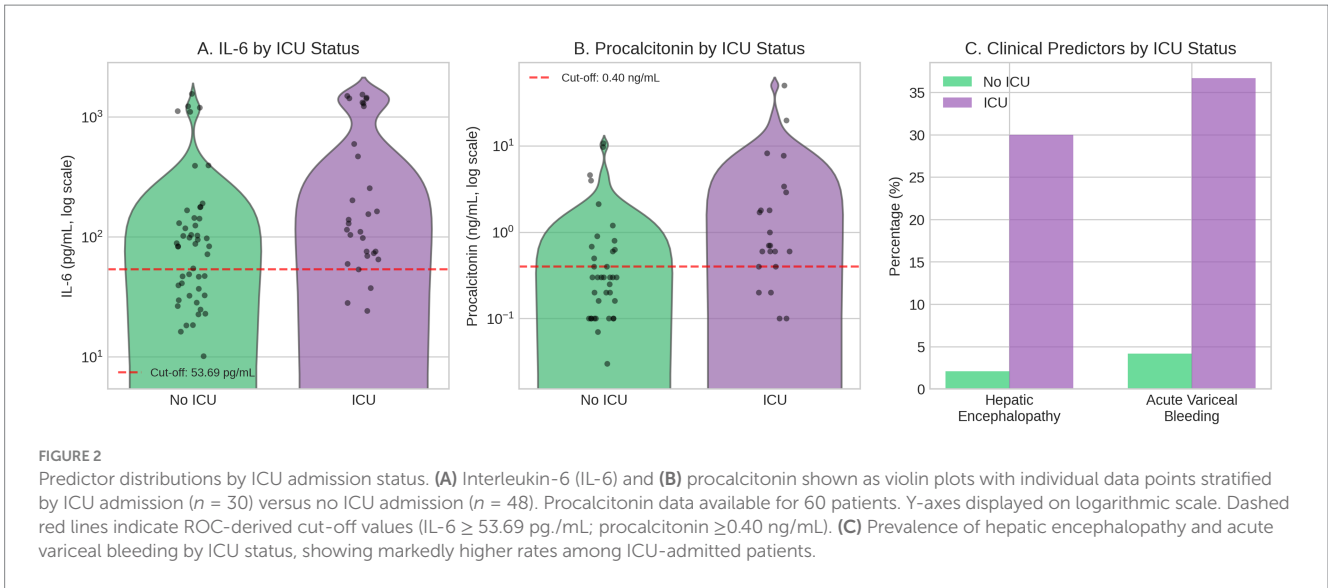 A. IL-6 by ICU Status
IL-6 (pg/mL, log scale)
10³
10²
10¹
Cut-off: 53.69 pg/mL
No ICU
ICU
B. Procalcitonin by ICU Status
Procalcitonin (ng/mL, log scale)
Cut-off: 0.40 ng/mL
10¹
10⁰
10⁻¹
No ICU
ICU
C. Clinical Predictors by ICU Status
Percentage (%)
No ICU
ICU
35
30
25
20
15
10
5
0
Hepatic
Encephalopathy
Acute Variceal
Bleeding
FIGURE 2
Predictor distributions by ICU admission status. (A) Interleukin-6 (IL-6) and (B) procalcitonin shown as violin plots with individual data points stratified
by ICU admission (n = 30) versus no ICU admission (n = 48). Procalcitonin data available for 60 patients. Y-axes displayed on logarithmic scale. Dashed
red lines indicate ROC-derived cut-off values (IL-6 ≥ 53.69 pg./mL; procalcitonin ≥0.40 ng/mL). (C) Prevalence of hepatic encephalopathy and acute
variceal bleeding by ICU status, showing markedly higher rates among ICU-admitted patients.